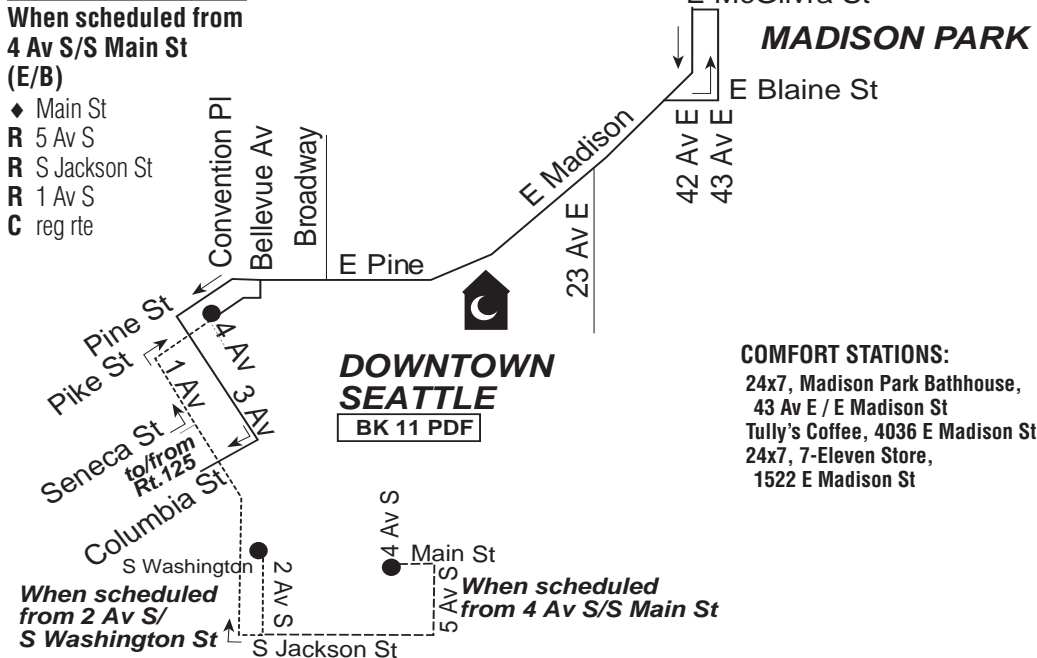 When scheduled from
4 Av S/S Main St
(E/B)
♦ Main St
R 5 Av S
R S Jackson St
R 1 Av S
C reg rte
E McGilvra St
MADISON PARK
E Blaine St
42 Av E
43 Av E
E Madison
23 Av E
Convention Pl
Bellevue Av
Broadway
E Pine
Pine St
Pike St
4 Av
3 Av
1 Av
Seneca St
to/from
Rt.125
Columbia St
DOWNTOWN
SEATTLE
BK 11 PDF
COMFORT STATIONS:
24x7, Madison Park Bathhouse,
43 Av E / E Madison St
Tully's Coffee, 4036 E Madison St
24x7, 7-Eleven Store,
1522 E Madison St
S Washington
2 Av S
4 Av S
Main St
5 Av S
When scheduled
from 2 Av S/
S Washington St
When scheduled
from 4 Av S/S Main St
S Jackson St